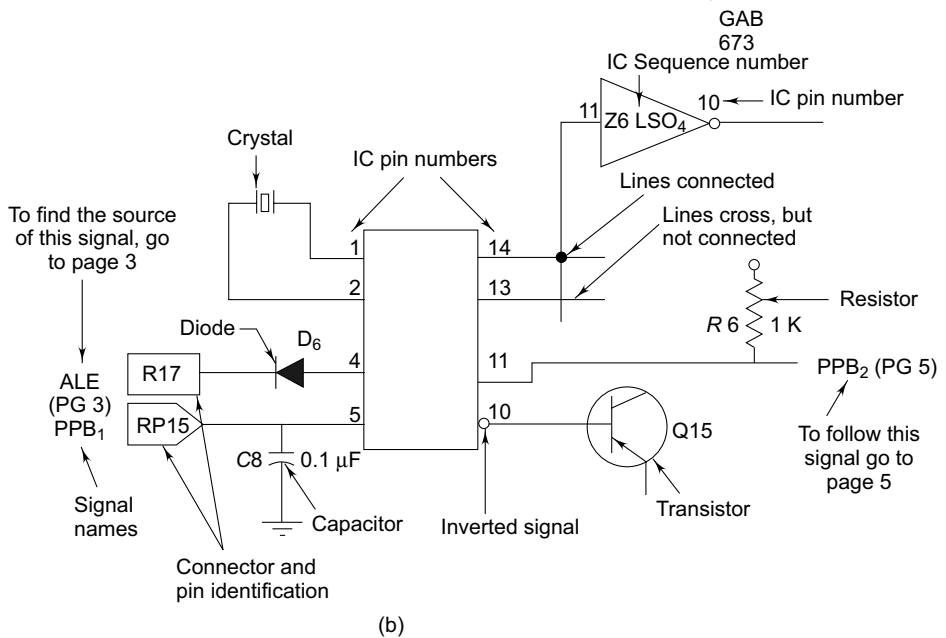 GAB
673
IC Sequence number
11
Z6 LSO₄
10
IC pin number
Crystal
IC pin numbers
Lines connected
Lines cross, but
not connected
To find the source
of this signal, go
to page 3
1
14
2
13
Resistor
R 6
1 K
Diode
D₆
4
11
R17
ALE
(PG 3)
PPB₁
PPB₂ (PG 5)
RP15
5
10
Q15
To follow this
signal go to
page 5
C8
0.1 μF
Signal
names
Capacitor
Inverted signal
Transistor
Connector and
pin identification
(b)